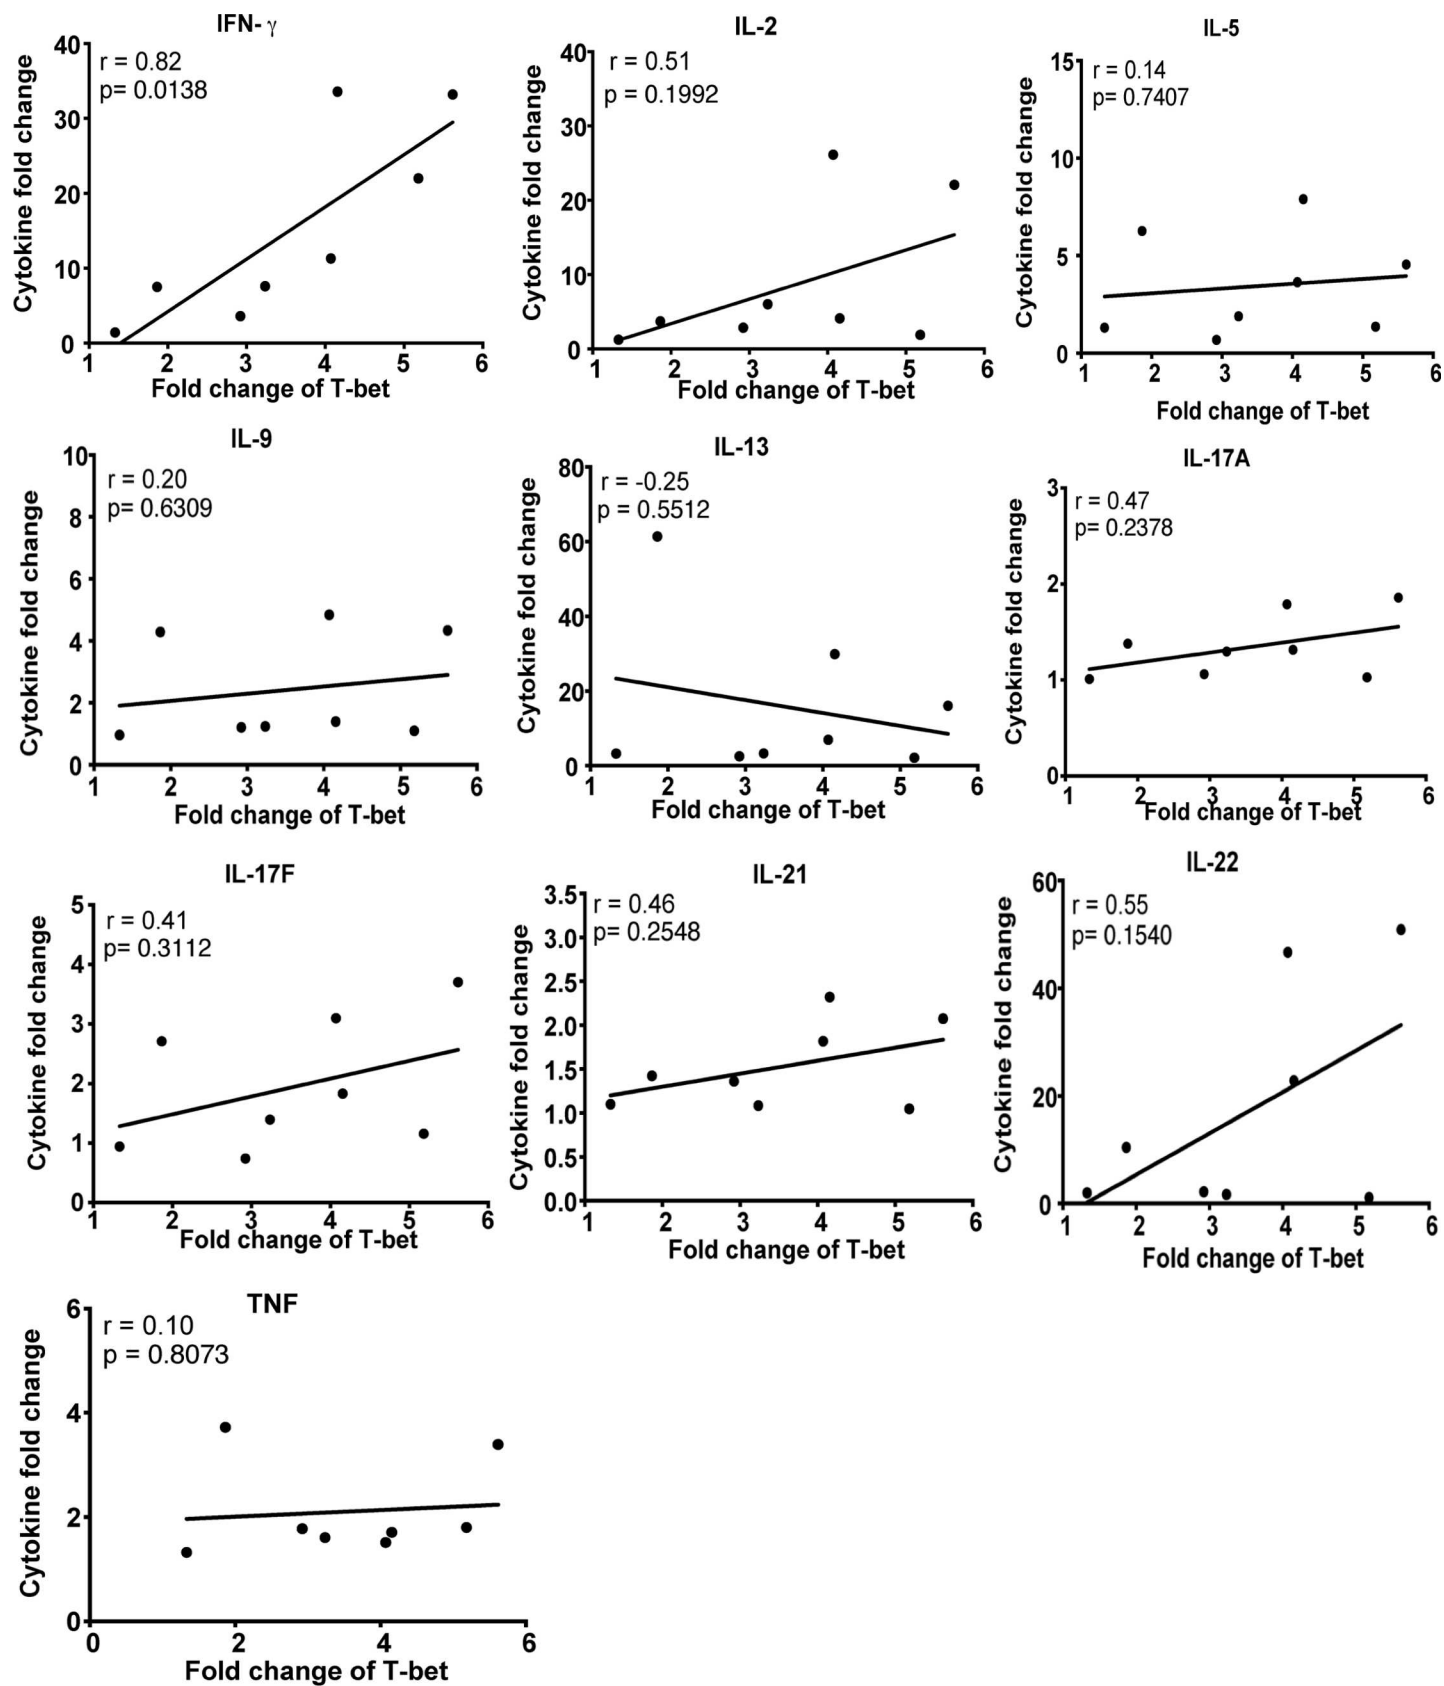 IFN- γ
r = 0.82
p= 0.0138
Cytokine fold change
40
30
20
10
0
1 2 3 4 5 6
Fold change of T-bet
IL-2
r = 0.51
p = 0.1992
Cytokine fold change
40
30
20
10
0
1 2 3 4 5 6
Fold change of T-bet
IL-5
r = 0.14
p= 0.7407
Cytokine fold change
15
10
5
0
1 2 3 4 5 6
Fold change of T-bet
IL-9
r = 0.20
p= 0.6309
Cytokine fold change
10
8
6
4
2
0
1 2 3 4 5 6
Fold change of T-bet
IL-13
r = -0.25
p = 0.5512
Cytokine fold change
80
60
40
20
0
1 2 3 4 5 6
Fold change of T-bet
IL-17A
r = 0.47
p= 0.2378
Cytokine fold change
3
2
1
0
1 2 3 4 5 6
Fold change of T-bet
IL-17F
r = 0.41
p= 0.3112
Cytokine fold change
5
4
3
2
1
0
1 2 3 4 5 6
Fold change of T-bet
IL-21
r = 0.46
p= 0.2548
Cytokine fold change
3.5
3.0
2.5
2.0
1.5
1.0
0.5
0.0
1 2 3 4 5 6
Fold change of T-bet
IL-22
r = 0.55
p= 0.1540
Cytokine fold change
60
40
20
0
1 2 3 4 5 6
Fold change of T-bet
TNF
r = 0.10
p = 0.8073
Cytokine fold change
6
4
2
0
0 2 4 6
Fold change of T-bet